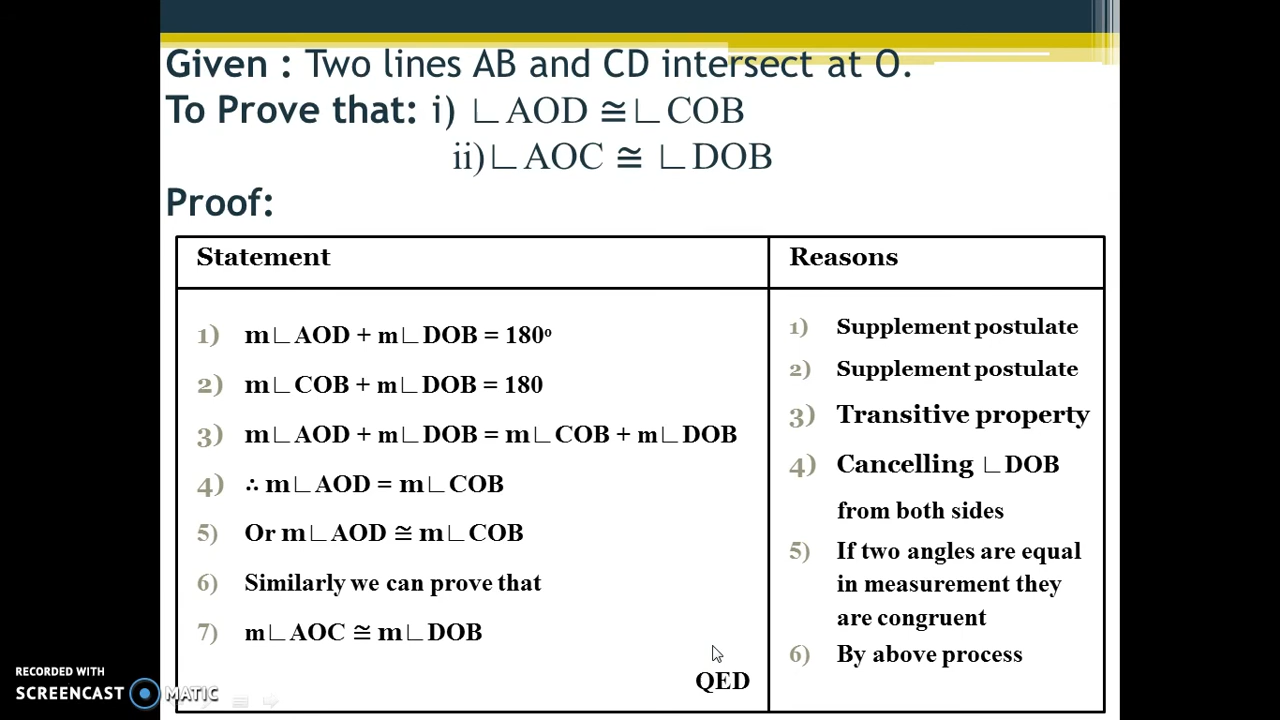 Given : Two lines AB and CD intersect at O.
To Prove that: i) ∟AOD ≅∟COB
ii)∟AOC ≅ ∟DOB
Proof:
Statement
1) m∟AOD + m∟DOB = 180º
2) m∟COB + m∟DOB = 180
3) m∟AOD + m∟DOB = m∟COB + m∟DOB
4) ∴ m∟AOD = m∟COB
5) Or m∟AOD ≅ m∟COB
6) Similarly we can prove that
7) m∟AOC ≅ m∟DOB
QED
Reasons
1) Supplement postulate
2) Supplement postulate
3) Transitive property
4) Cancelling ∟DOB
from both sides
5) If two angles are equal
in measurement they
are congruent
6) By above process
RECORDED WITH
SCREENCAST MATIC